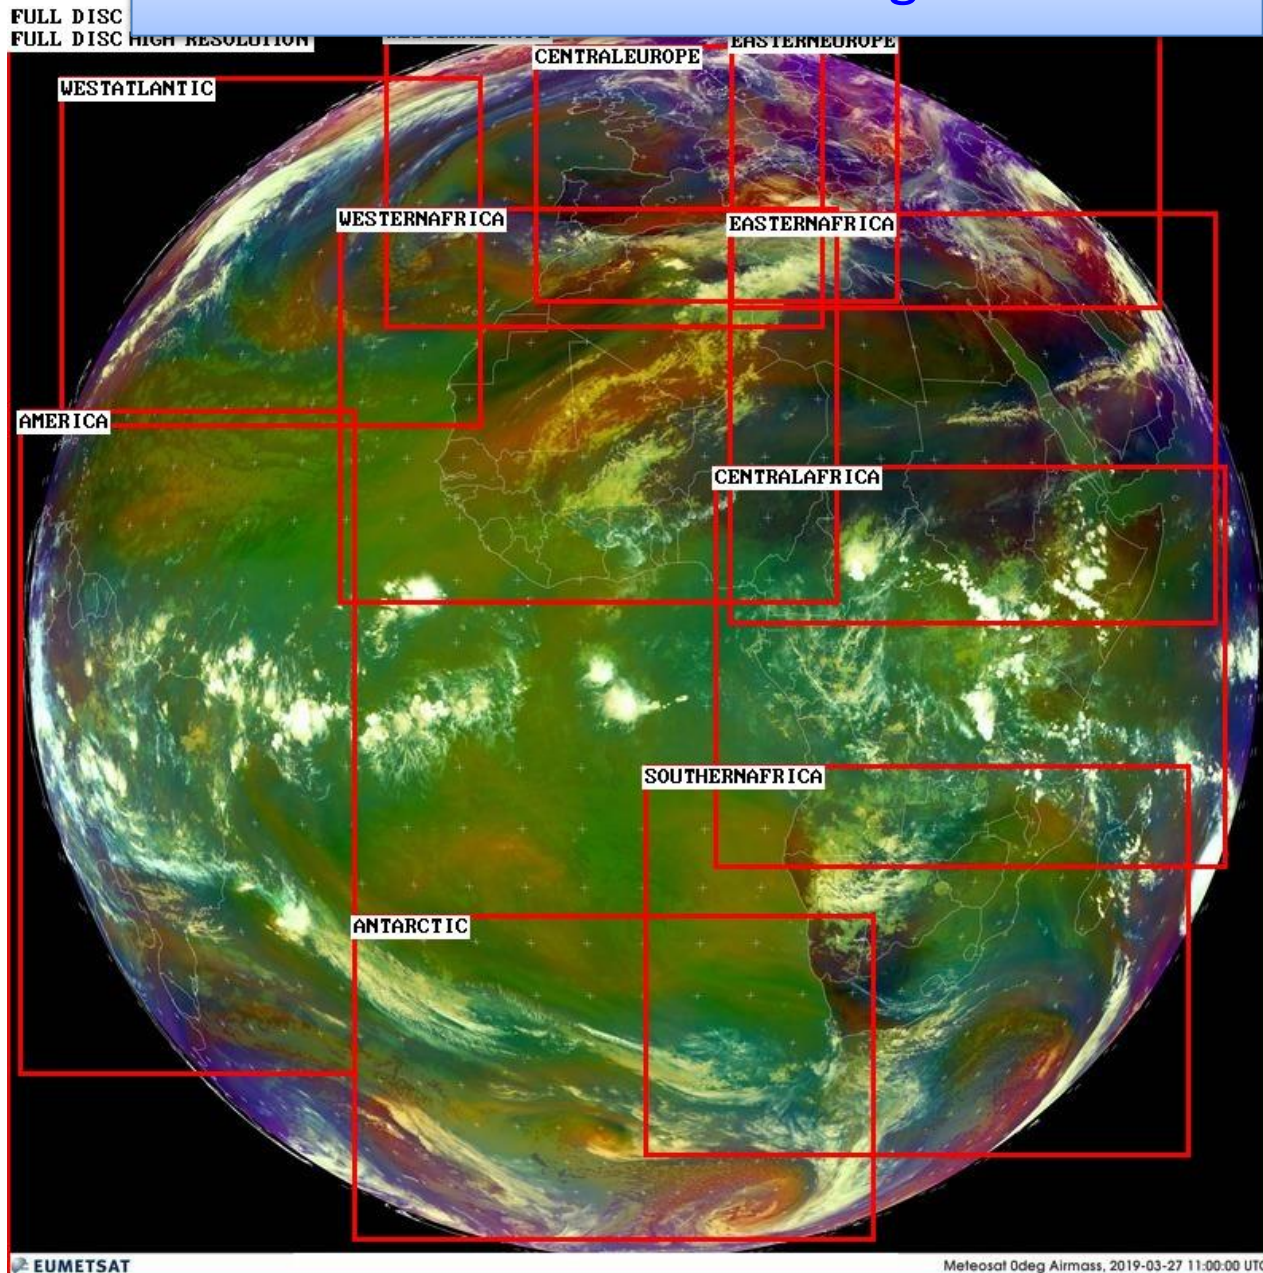 FULL DISC
FULL DISC HIGH RESOLUTION
EASTERNEUROPE
CENTRALEUROPE
WESTATLANTIC
WESTERNAFRICA
EASTERNAFRICA
AMERICA
CENTRALAFRICA
SOUTHERNAFRICA
ANTARCTIC
EUMETSAT
Meteosat 0deg Airmass, 2019-03-27 11:00:00 UTC